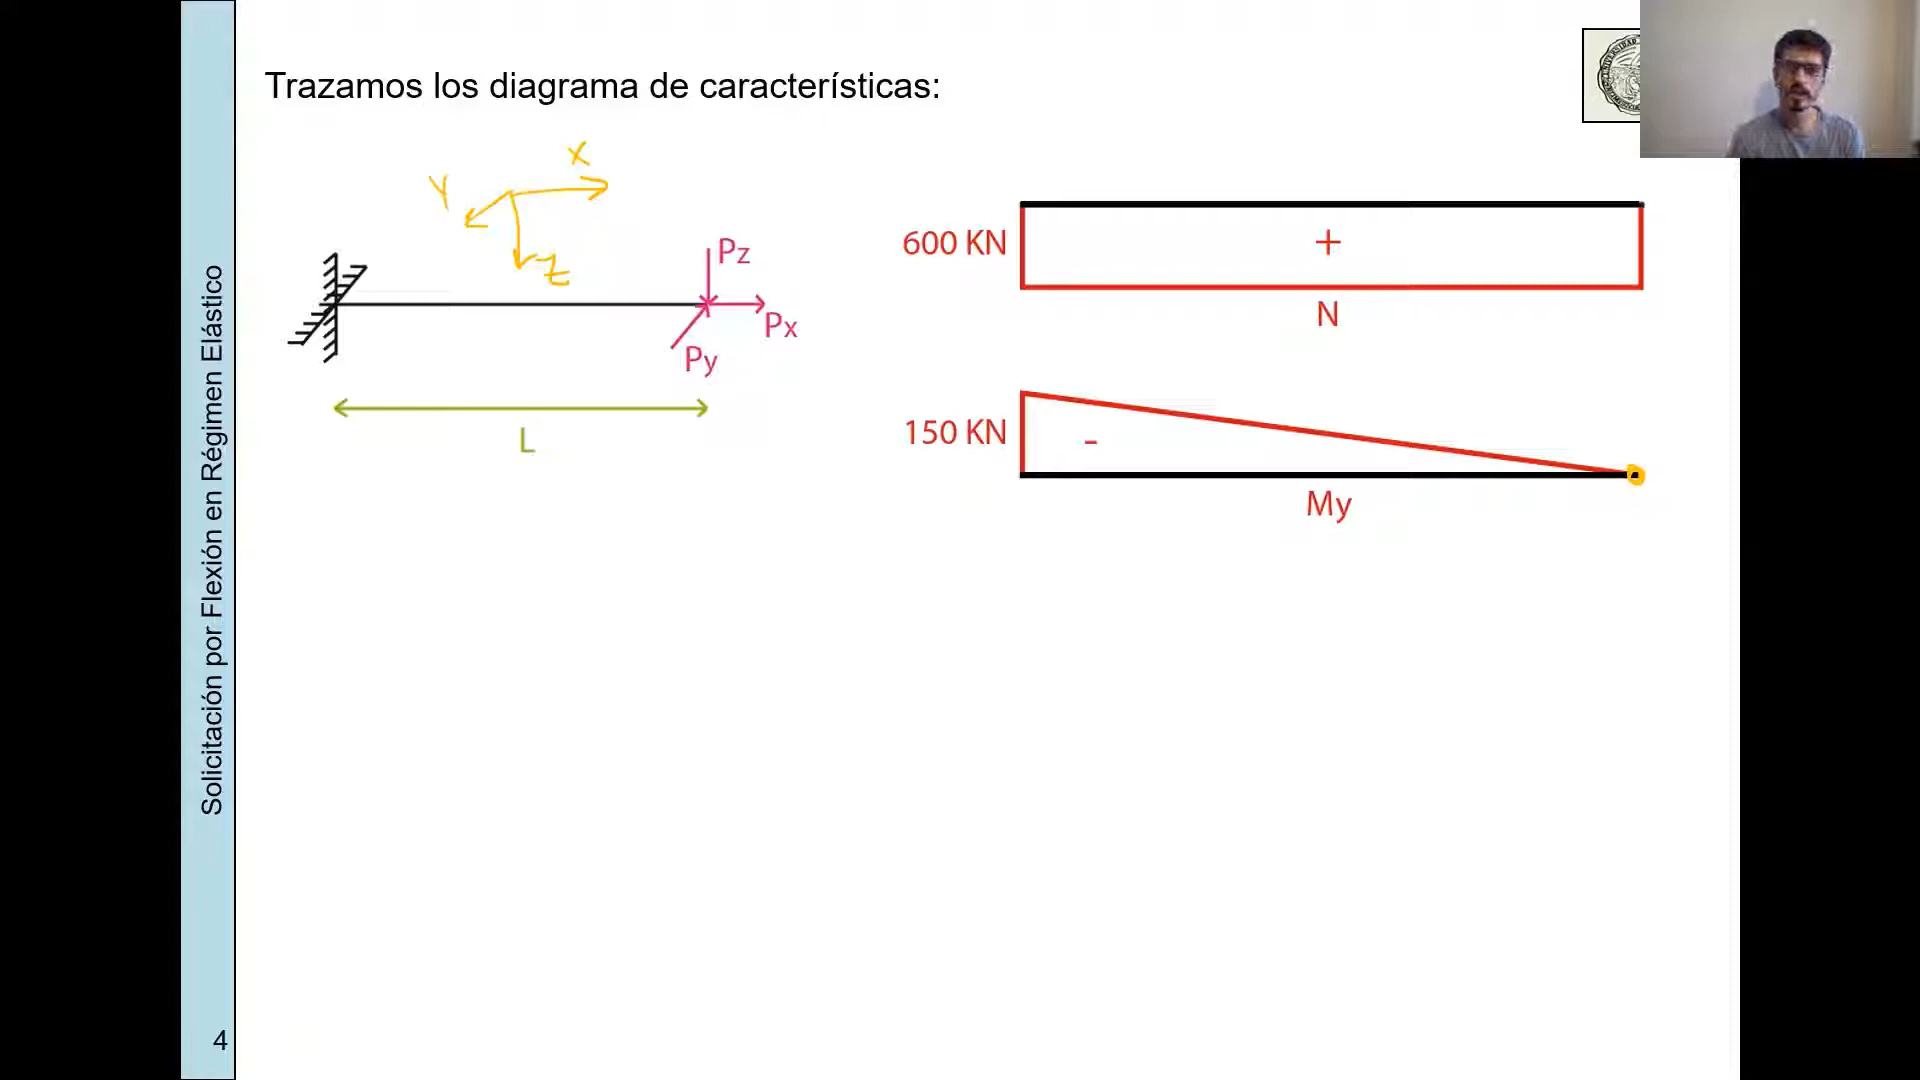 Trazamos los diagrama de características:
X
Y
Z
Pz
Px
Py
L
600 KN
+
N
150 KN
-
My
Solicitación por Flexión en Régimen Elástico
4